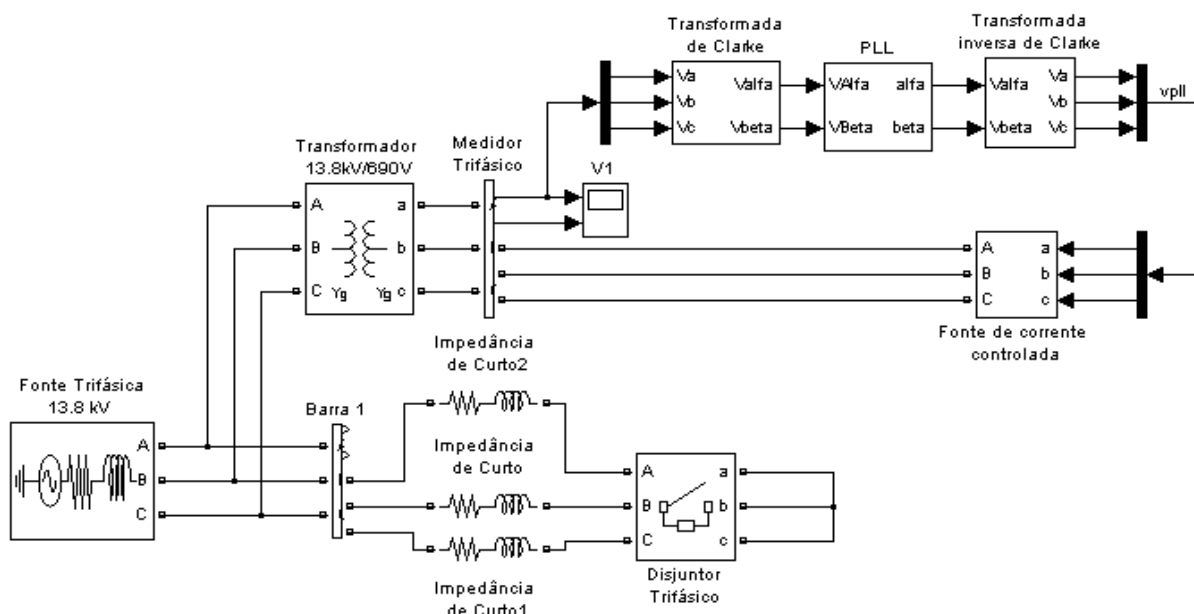 Transformada
de Clarke
PLL
Transformada
inversa de Clarke
Va
Vb
Vc
Valfa
Vbeta
VAlfa
VBeta
alfa
beta
Valfa
Vbeta
Va
Vb
Vc
vpll
Transformador
13.8kV/690V
Medidor
Trifásico
V1
A
B
C
Yg
a
b
Yg c
A
B
C
a
b
c
Fonte de corrente
controlada
Impedância
de Curto2
Fonte Trifásica
13.8 kV
A
B
C
Barra 1
Impedância
de Curto
Impedância
de Curto1
A
B
C
a
b
c
Disjuntor
Trifásico